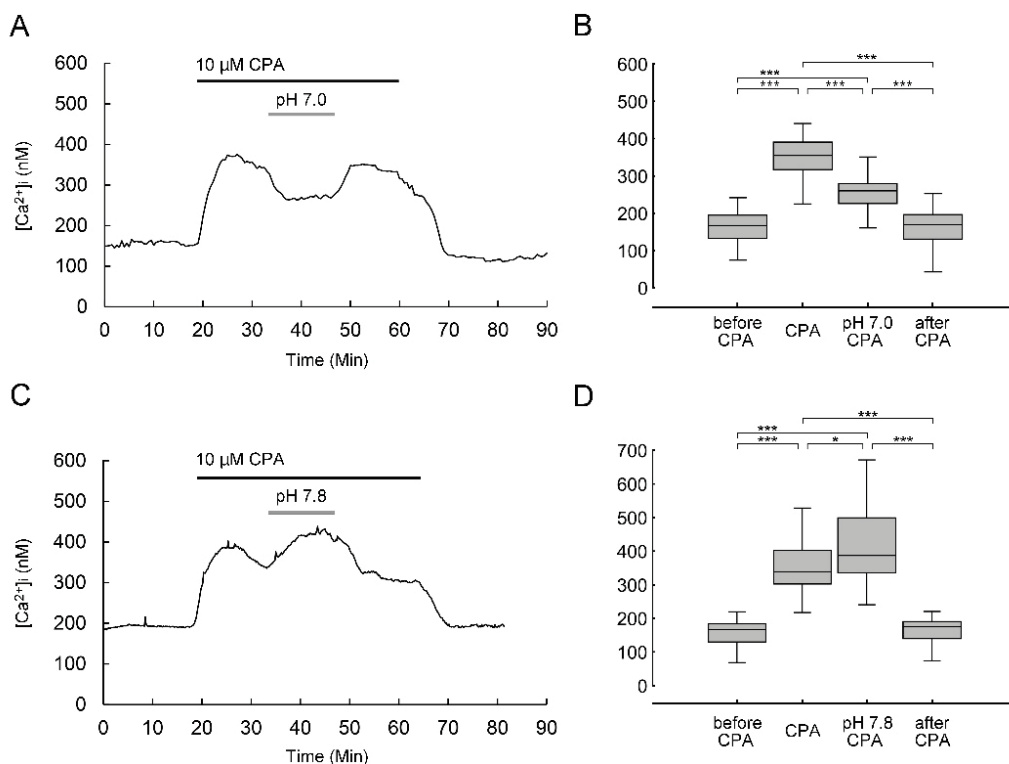 A
10 µM CPA
pH 7.0
600
500
400
300
200
100
0
[Ca²⁺]i (nM)
0 10 20 30 40 50 60 70 80 90
Time (Min)
B
***
***
*** *** ***
600
500
400
300
200
100
0
before CPA
CPA
pH 7.0 CPA
after CPA
C
10 µM CPA
pH 7.8
600
500
400
300
200
100
0
[Ca²⁺]i (nM)
0 10 20 30 40 50 60 70 80 90
Time (Min)
D
***
***
*** * ***
700
600
500
400
300
200
100
0
before CPA
CPA
pH 7.8 CPA
after CPA